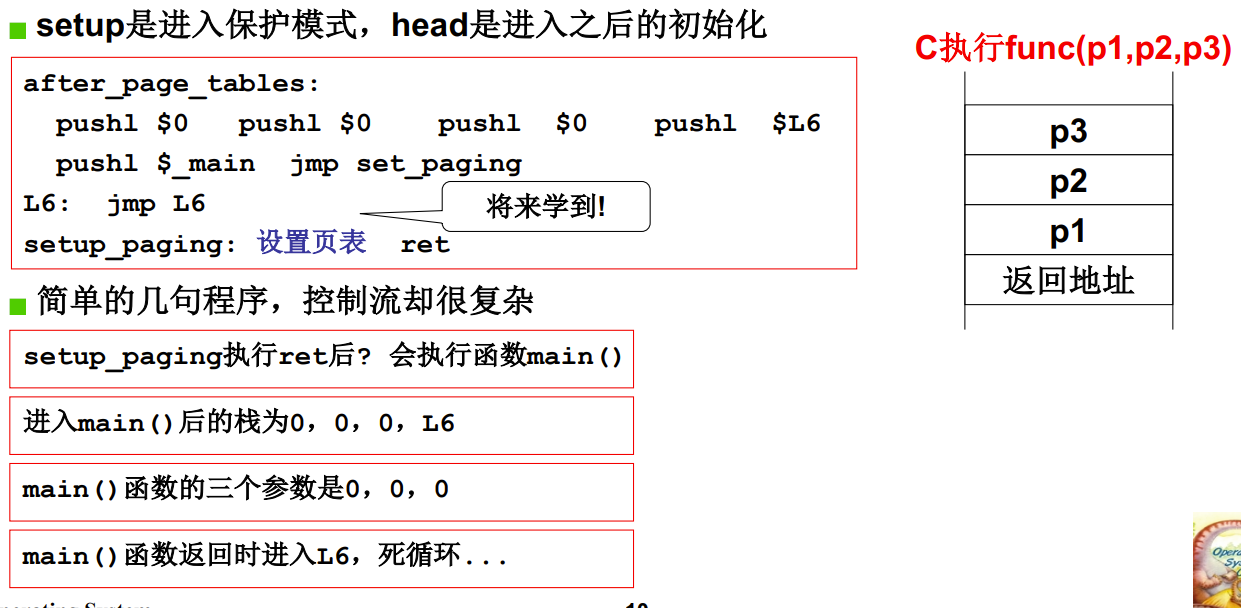 setup是进入保护模式，head是进入之后的初始化
C执行func(p1,p2,p3)
after_page_tables:
pushl $0 pushl $0 pushl $0 pushl $L6
pushl $_main jmp set_paging
L6: jmp L6
将来学到!
setup_paging: 设置页表 ret
p3
p2
p1
返回地址
简单的几句程序，控制流却很复杂
setup_paging执行ret后? 会执行函数main()
进入main()后的栈为0，0，0，L6
main()函数的三个参数是0，0，0
main()函数返回时进入L6，死循环...